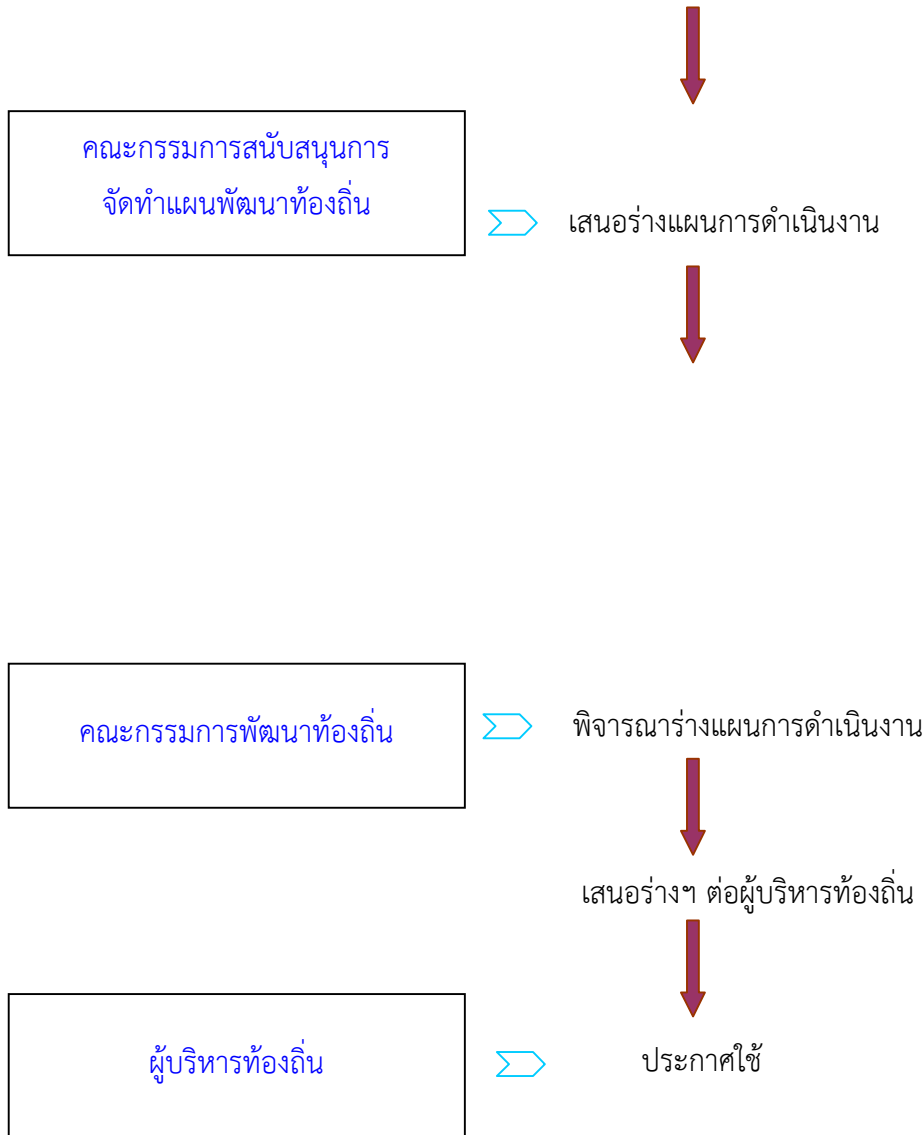 คณะกรรมการสนับสนุนการ
จัดทำแผนพัฒนาท้องถิ่น
เสนอร่างแผนการดำเนินงาน
คณะกรรมการพัฒนาท้องถิ่น
พิจารณาร่างแผนการดำเนินงาน
เสนอร่างฯ ต่อผู้บริหารท้องถิ่น
ผู้บริหารท้องถิ่น
ประกาศใช้